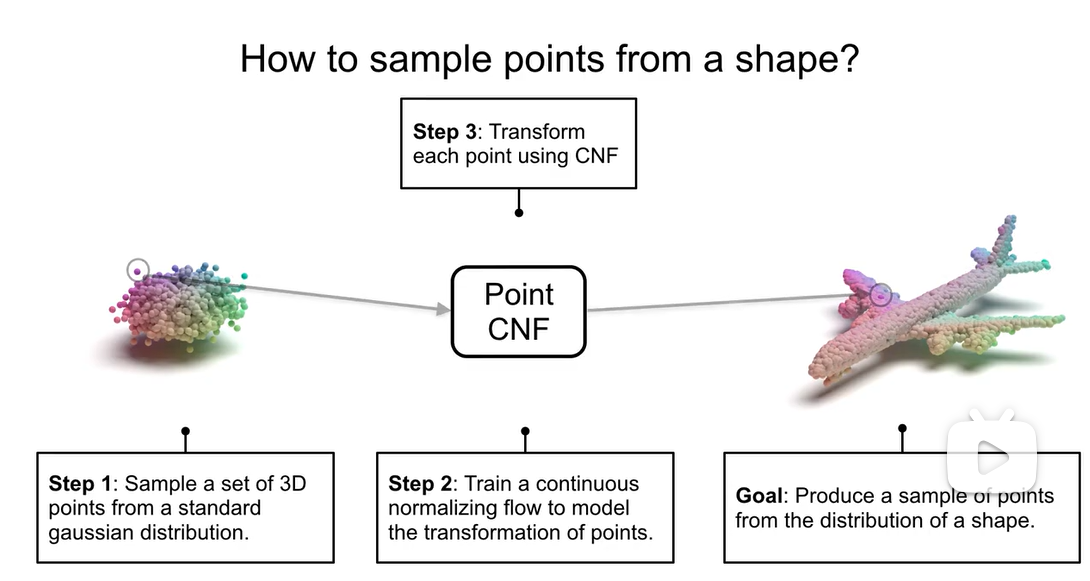 How to sample points from a shape?
Step 3: Transform
each point using CNF
Point
CNF
Step 1: Sample a set of 3D
points from a standard
gaussian distribution.
Step 2: Train a continuous
normalizing flow to model
the transformation of points.
Goal: Produce a sample of points
from the distribution of a shape.